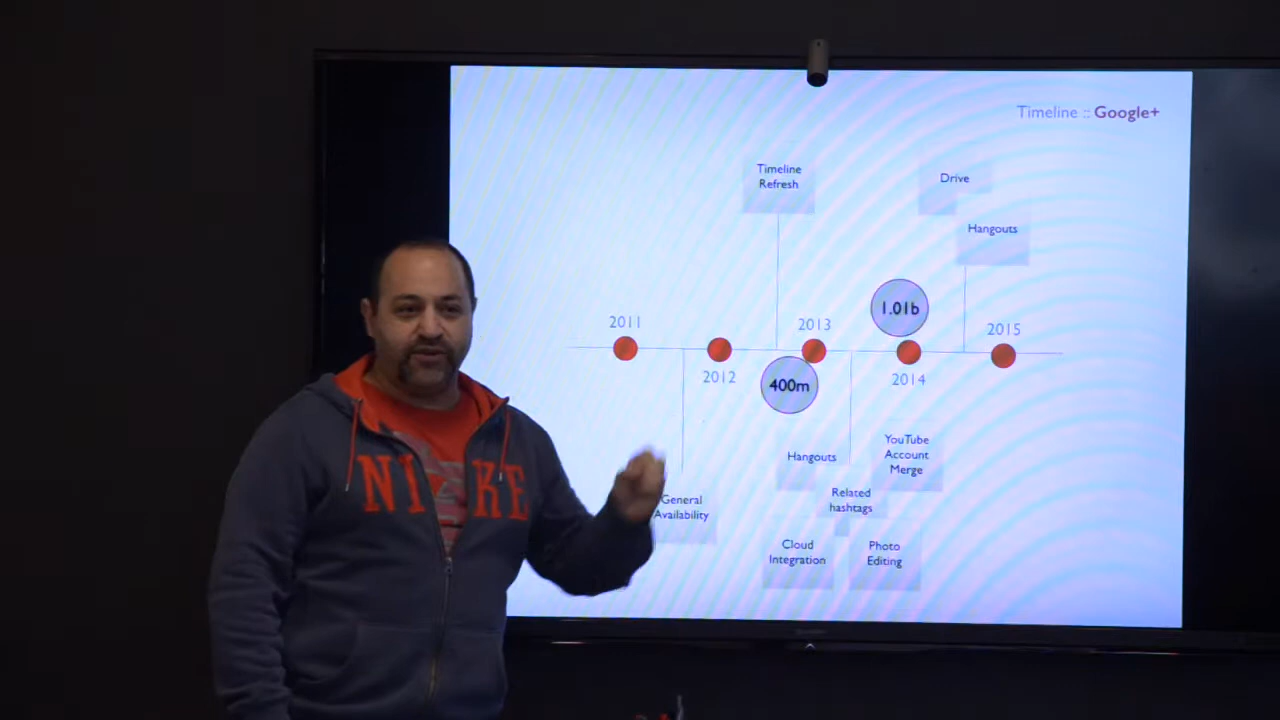 Timeline :: Google+
Timeline
Refresh
Drive
Hangouts
1.01b
2011
2013
2015
2012
400m
2014
Hangouts
YouTube
Account
Merge
Related
hashtags
General
Availability
Cloud
Integration
Photo
Editing
NIKE